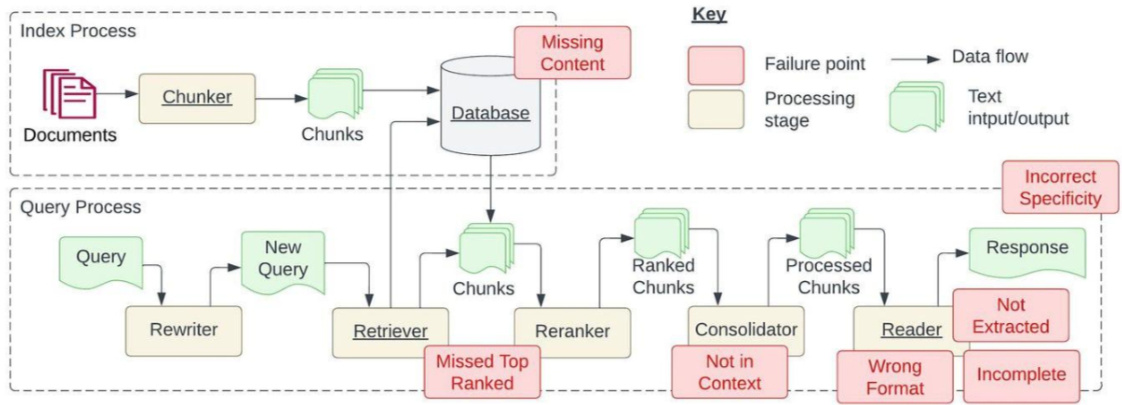 Index Process
Documents
Chunker
Chunks
Database
Missing
Content
Key
Failure point
Data flow
Processing
stage
Text
intput/output
Query Process
Incorrect
Specificity
Query
New
Query
Chunks
Ranked
Chunks
Processed
Chunks
Response
Rewriter
Retriever
Reranker
Consolidator
Reader
Missed Top
Ranked
Not in
Context
Not
Extracted
Wrong
Format
Incomplete